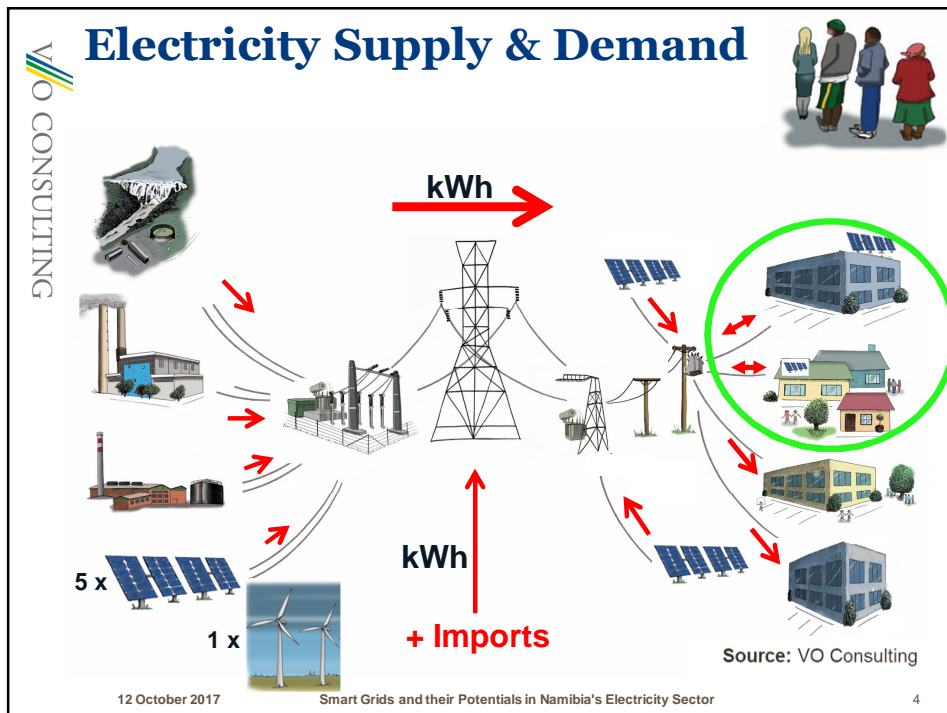 Electricity Supply & Demand
VO CONSULTING
kWh
kWh
5 x
1 x
+ Imports
Source: VO Consulting
12 October 2017
Smart Grids and their Potentials in Namibia's Electricity Sector
4